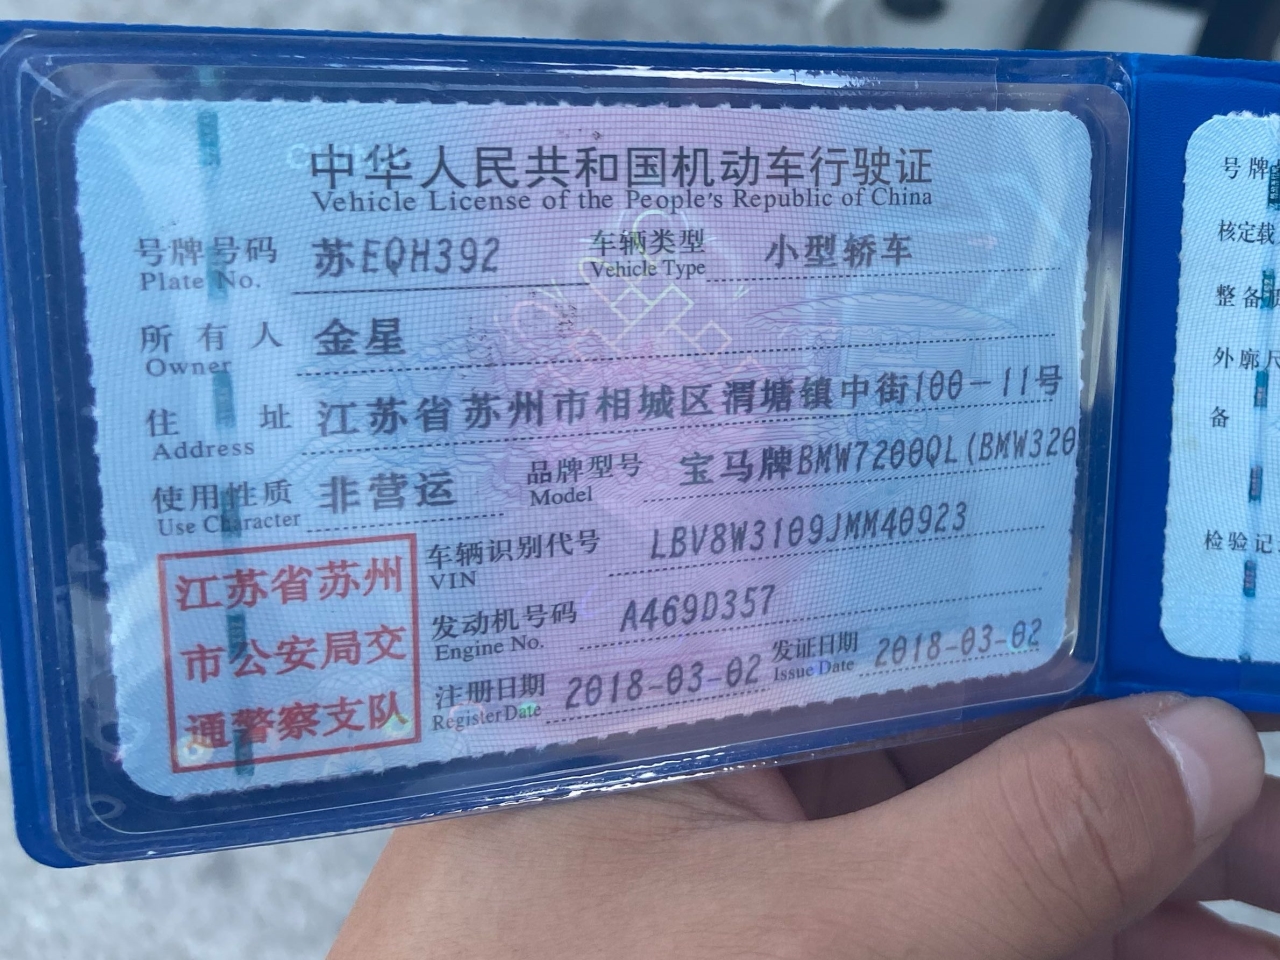 中华人民共和国机动车行驶证
Vehicle License of the People's Republic of China
号牌号码 苏EQH392 车辆类型 小型轿车
Plate No. Vehicle Type
所有人 金星
Owner
住址 江苏省苏州市相城区渭塘镇中街100-11号
Address
使用性质 非营运 品牌型号 宝马牌BMW7200QL(BMW320
Use Character Model
车辆识别代号 LBV8W3109JMM40923
VIN
发动机号码 A469D357
Engine No.
注册日期 2018-03-02 发证日期 2018-03-02
Register Date Issue Date
江苏省苏州
市公安局交
通警察支队
号牌
核定载
整备质
外廓尺
备
检验记